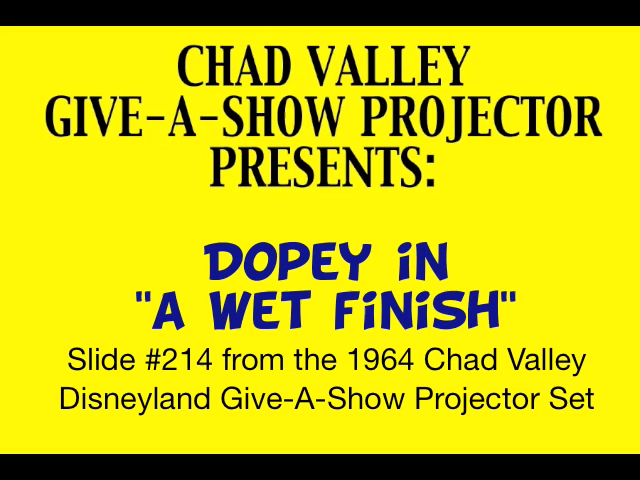 CHAD VALLEY
GIVE-A-SHOW PROJECTOR
PRESENTS:
DOPEY iN
"A WET FiNiSH"
Slide #214 from the 1964 Chad Valley
Disneyland Give-A-Show Projector Set